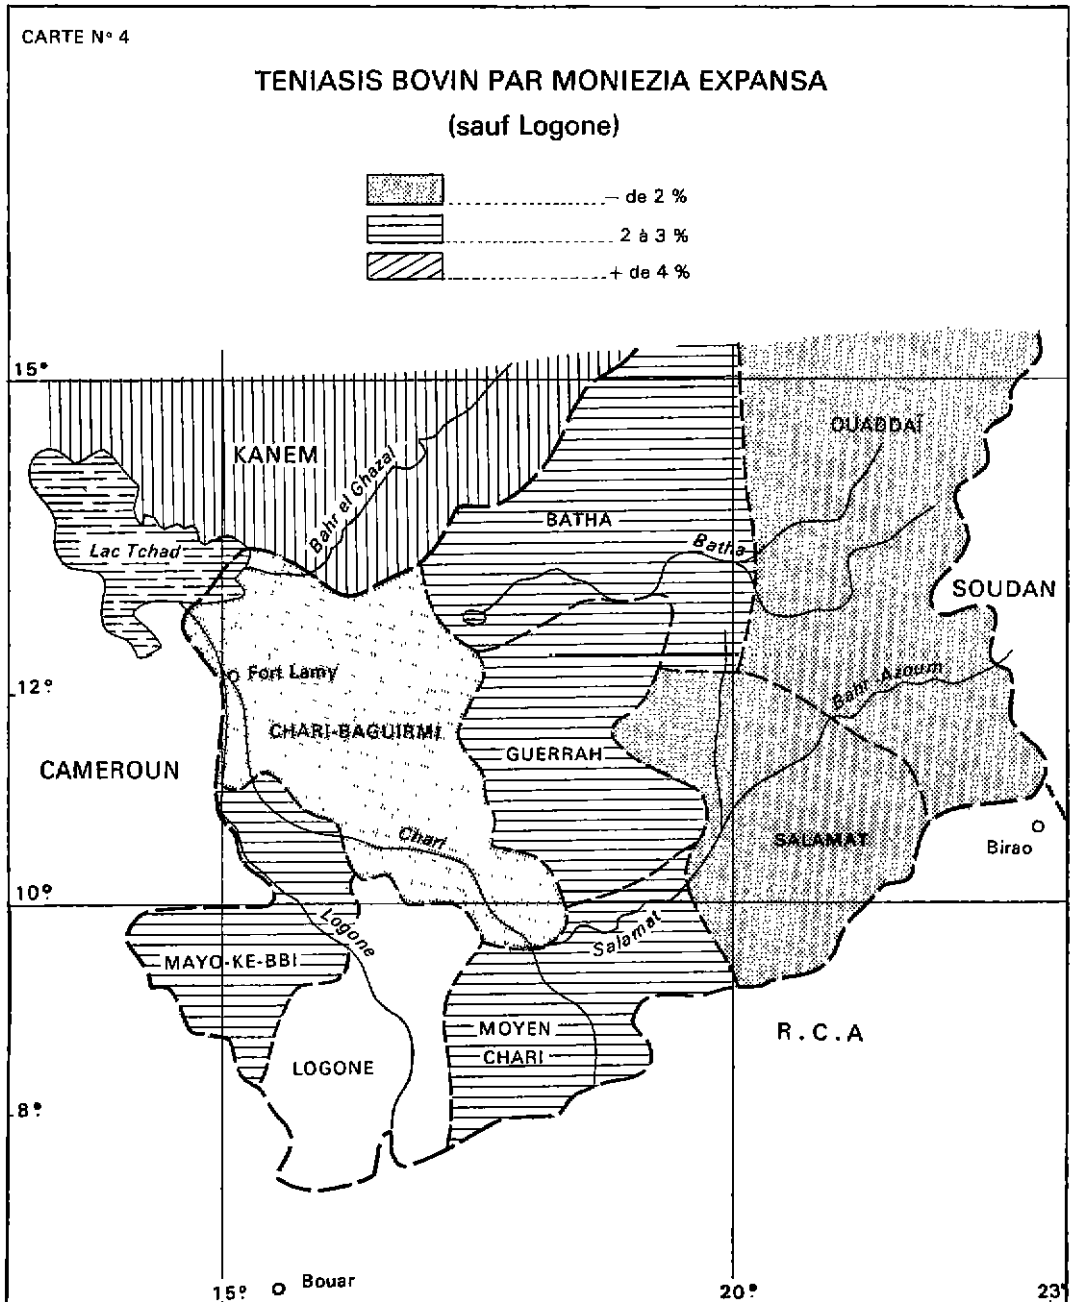 CARTE N° 4
TENIASIS BOVIN PAR MONIEZIA EXPANSA
(sauf Logone)
— de 2 %
2 à 3 %
+ de 4 %
15°
KANEM
Bahr el Ghazal
OUADDAÏ
BATHA
Batha
Lac Tchad
SOUDAN
12°
Fort Lamy
Bahr Azoum
CHARI-BAGUIRMI
GUERRAH
CAMEROUN
Chari
SALAMAT
Birao
10°
Logone
Salamat
MAYO-KE-BBI
MOYEN
CHARI
R.C.A
LOGONE
8°
Bouar
15°
20°
23°